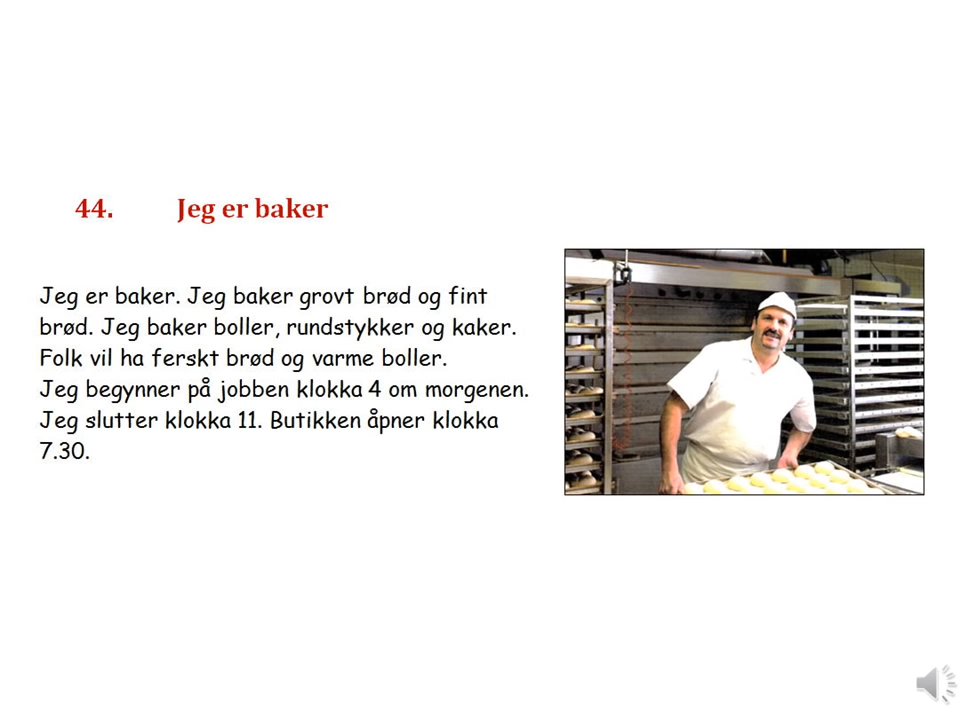 44. Jeg er baker
Jeg er baker. Jeg baker grovt brød og fint
brød. Jeg baker boller, rundstykker og kaker.
Folk vil ha ferskt brød og varme boller.
Jeg begynner på jobben klokka 4 om morgenen.
Jeg slutter klokka 11. Butikken åpner klokka
7.30.